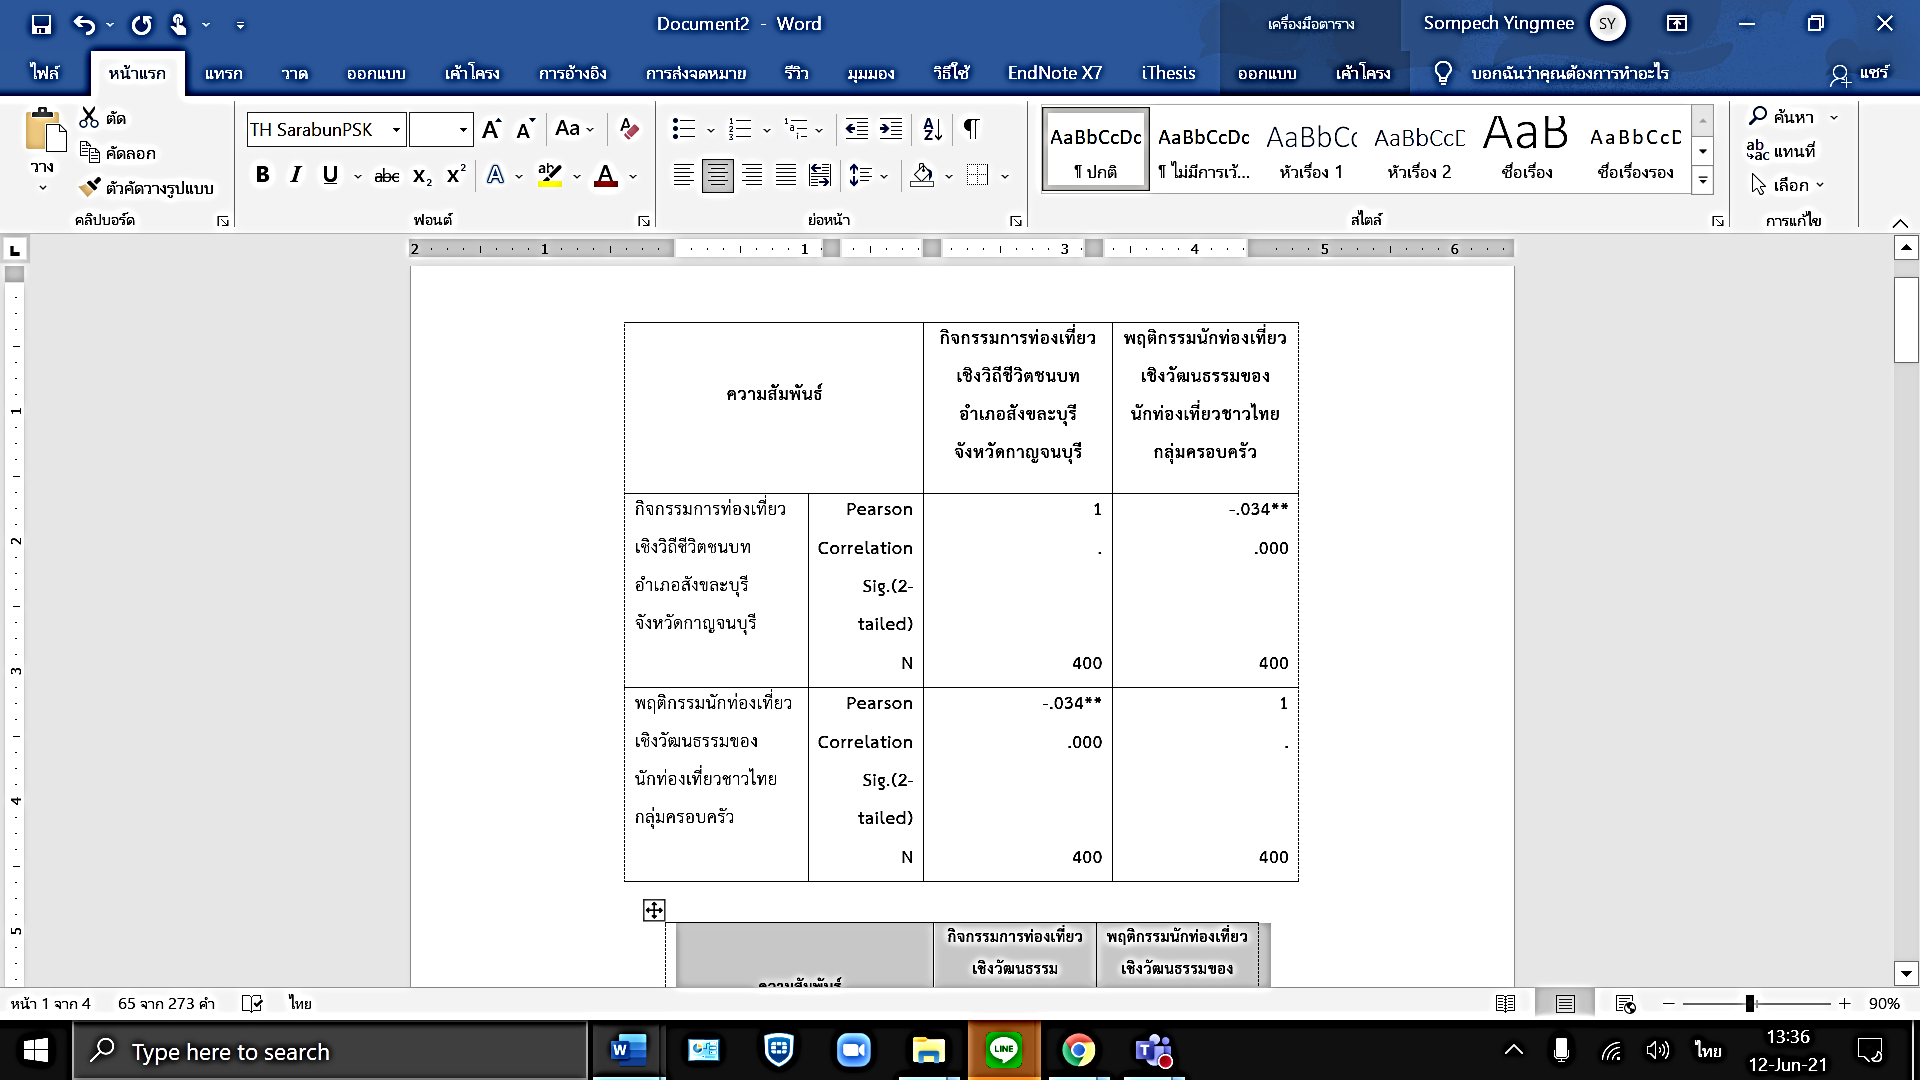 Document2 - Word
เครื่องมือตาราง
Sornpech Yingmee
SY
ไฟล์ หน้าแรก แทรก วาด ออกแบบ เค้าโครง การอ้างอิง การส่งจดหมาย รีวิว มุมมอง วิธีใช้ EndNote X7 iThesis ออกแบบ เค้าโครง บอกฉันว่าคุณต้องการทำอะไร แชร์
วาง
ตัด
คัดลอก
ตัวคัดวางรูปแบบ
คลิปบอร์ด
TH SarabunPSK
ฟอนต์
ย่อหน้า
AaBbCcDc AaBbCcDc AaBbCc AaBbCcD AaB AaBbCcD
¶ ปกติ ¶ ไม่มีการเว้... หัวเรื่อง 1 หัวเรื่อง 2 ชื่อเรื่อง ชื่อเรื่องรอง
สไตล์
ค้นหา
แทนที่
เลือก
การแก้ไข
2 1 1 3 4 5 6
ความสัมพันธ์
กิจกรรมการท่องเที่ยว
เชิงวิถีชีวิตชนบท
อำเภอสังขละบุรี
จังหวัดกาญจนบุรี
พฤติกรรมนักท่องเที่ยว
เชิงวัฒนธรรมของ
นักท่องเที่ยวชาวไทย
กลุ่มครอบครัว
กิจกรรมการท่องเที่ยว
เชิงวิถีชีวิตชนบท
อำเภอสังขละบุรี
จังหวัดกาญจนบุรี
Pearson 1 -.034**
Correlation . .000
Sig.(2-
tailed)
N 400 400
พฤติกรรมนักท่องเที่ยว
เชิงวัฒนธรรมของ
นักท่องเที่ยวชาวไทย
กลุ่มครอบครัว
Pearson -.034** 1
Correlation .000 .
Sig.(2-
tailed)
N 400 400
ความสัมพันธ์
กิจกรรมการท่องเที่ยว
เชิงวัฒนธรรม
พฤติกรรมนักท่องเที่ยว
เชิงวัฒนธรรมของ
1
2
3
4
5
หน้า 1 จาก 4 65 จาก 273 คำ ไทย 90%
Type here to search
LINE
ไทย
13:36
12-Jun-21